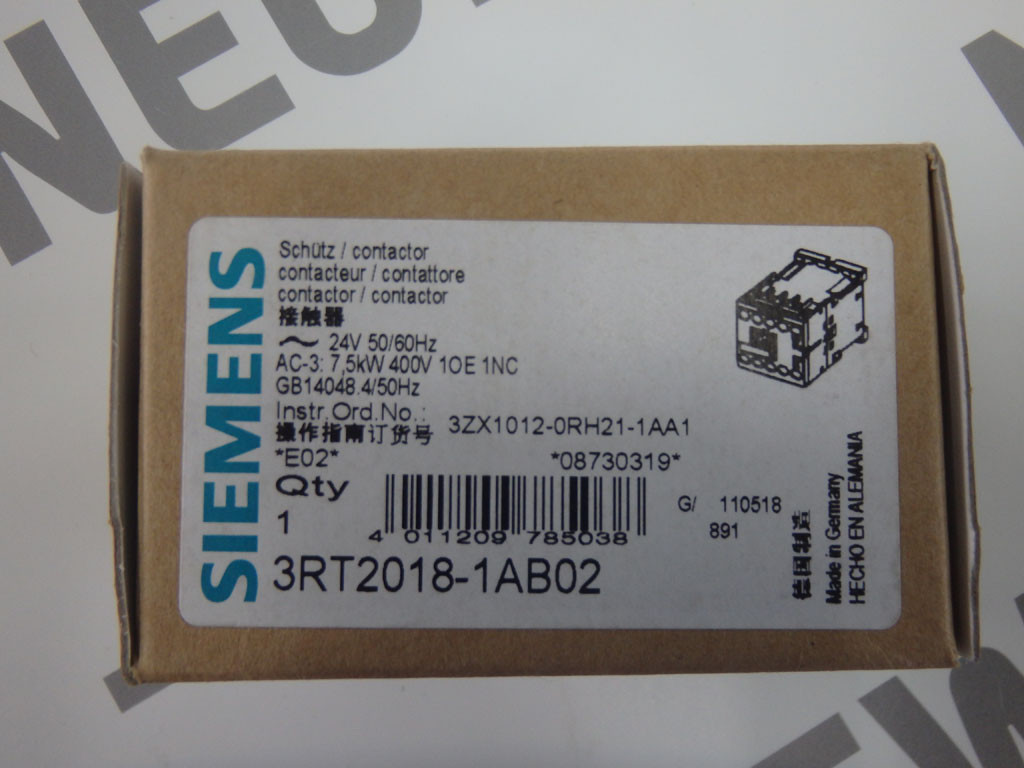 SIEMENS
Schütz / contactor
contacteur / contattore
contactor / contactor
接触器
~ 24V 50/60Hz
AC-3: 7,5kW 400V 1OE 1NC
GB14048.4/50Hz
Instr.Ord.No.:
操作指南订货号 3ZX1012-0RH21-1AA1
*E02* *08730319*
Qty
1
4 011209 785038
G/ 110518
891
3RT2018-1AB02
德国制造
Made in Germany
HECHO EN ALEMANIA